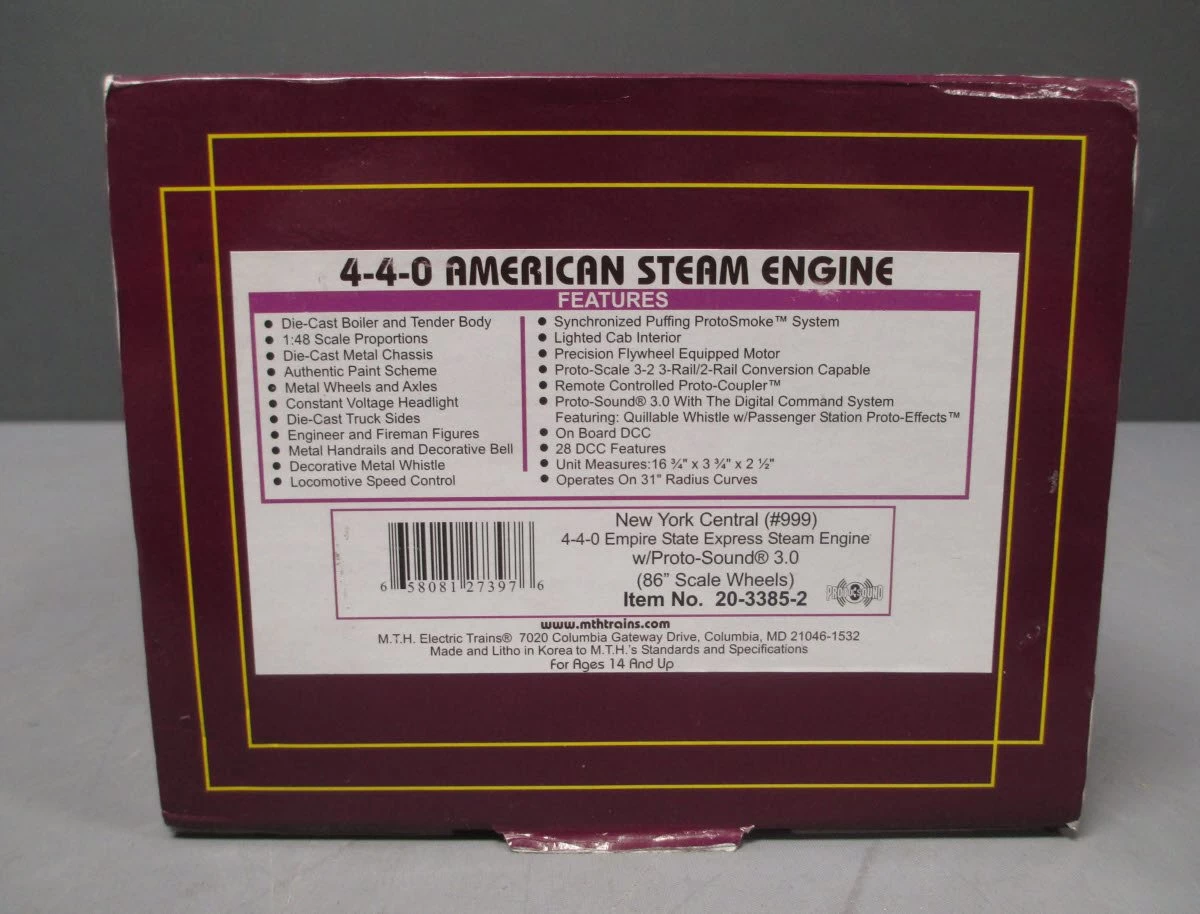 4-4-0 AMERICAN STEAM ENGINE
FEATURES
• Die-Cast Boiler and Tender Body
• 1:48 Scale Proportions
• Die-Cast Metal Chassis
• Authentic Paint Scheme
• Metal Wheels and Axles
• Constant Voltage Headlight
• Die-Cast Truck Sides
• Engineer and Fireman Figures
• Metal Handrails and Decorative Bell
• Decorative Metal Whistle
• Locomotive Speed Control
• Synchronized Puffing ProtoSmoke™ System
• Lighted Cab Interior
• Precision Flywheel Equipped Motor
• Proto-Scale 3-2 3-Rail/2-Rail Conversion Capable
• Remote Controlled Proto-Coupler™
• Proto-Sound® 3.0 With The Digital Command System
Featuring: Quillable Whistle w/Passenger Station Proto-Effects™
• On Board DCC
• 28 DCC Features
• Unit Measures:16 ¾" x 3 ¾" x 2 ½"
• Operates On 31" Radius Curves
6 58081 27397 6
New York Central (#999)
4-4-0 Empire State Express Steam Engine
w/Proto-Sound® 3.0
(86” Scale Wheels)
Item No. 20-3385-2
PROTO-SOUND 3
www.mthtrains.com
M.T.H. Electric Trains® 7020 Columbia Gateway Drive, Columbia, MD 21046-1532
Made and Litho in Korea to M.T.H.'s Standards and Specifications
For Ages 14 And Up